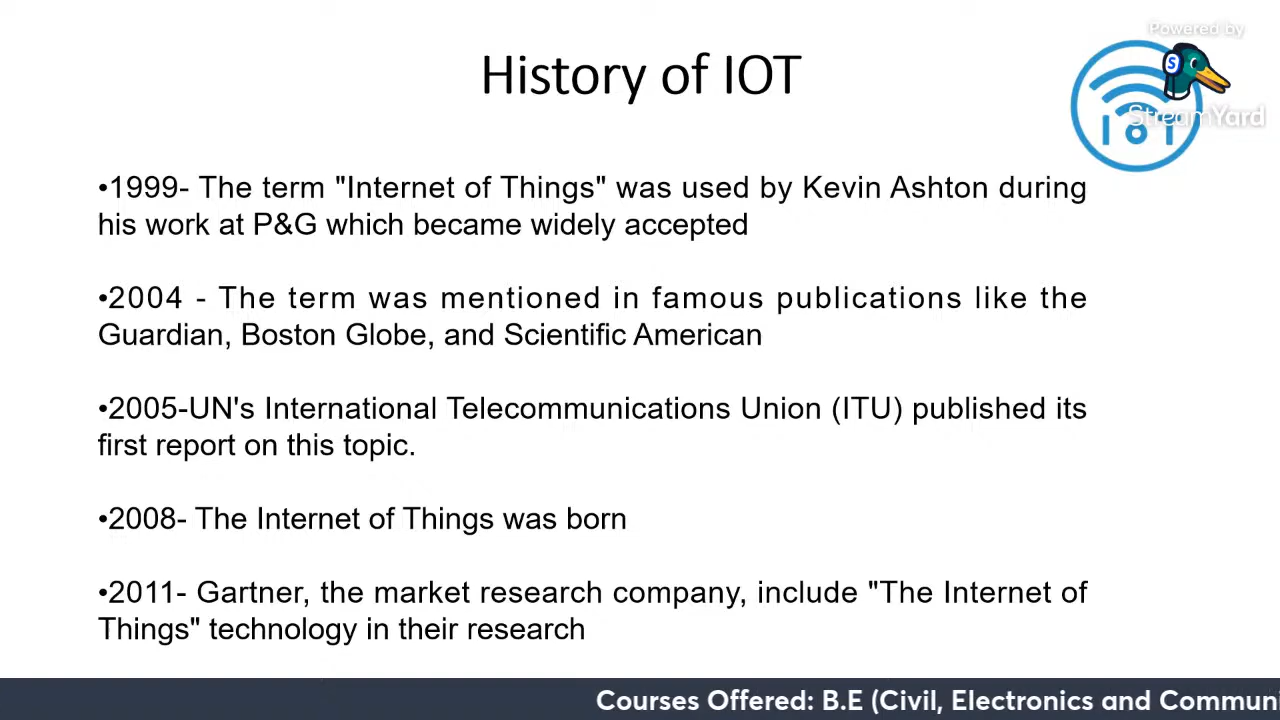 Powered by
History of IOT
S
StreamYard
IoT
•1999- The term "Internet of Things" was used by Kevin Ashton during
his work at P&G which became widely accepted
•2004 - The term was mentioned in famous publications like the
Guardian, Boston Globe, and Scientific American
•2005-UN's International Telecommunications Union (ITU) published its
first report on this topic.
•2008- The Internet of Things was born
•2011- Gartner, the market research company, include "The Internet of
Things" technology in their research
Courses Offered: B.E (Civil, Electronics and Communi